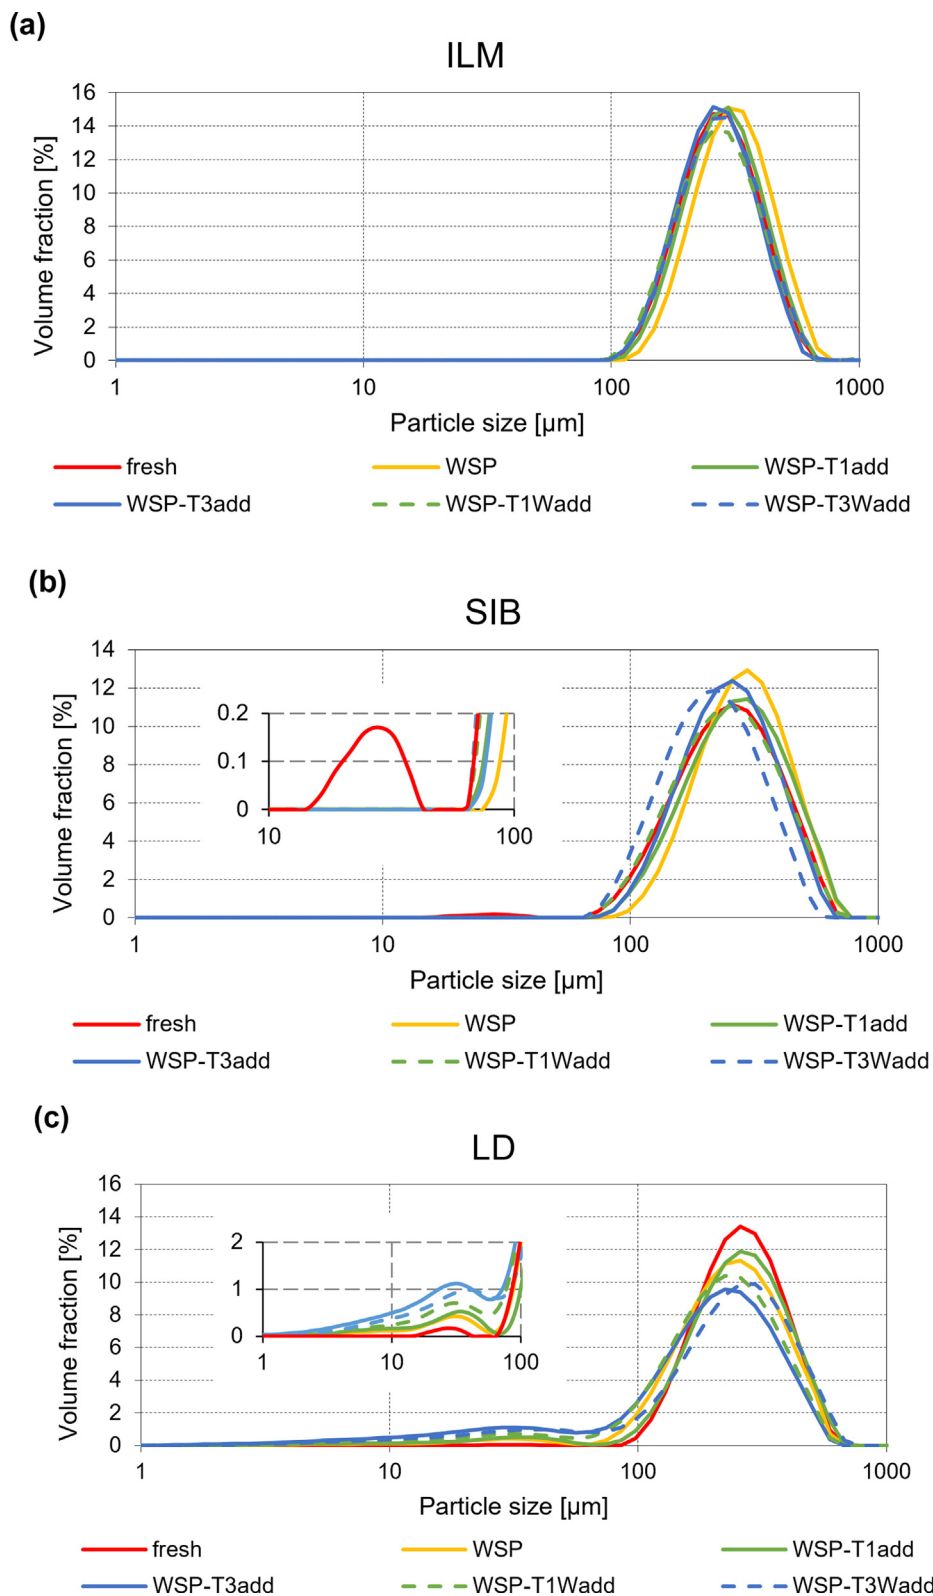 (a)
ILM
Volume fraction [%]
16
14
12
10
8
6
4
2
0
1 10 100 1000
Particle size [µm]
fresh WSP WSP-T1add
WSP-T3add WSP-T1Wadd WSP-T3Wadd
(b)
SIB
Volume fraction [%]
14
12
10
8
6
4
2
0
0.2
0.1
0
10 100
1 10 100 1000
Particle size [µm]
fresh WSP WSP-T1add
WSP-T3add WSP-T1Wadd WSP-T3Wadd
(c)
LD
Volume fraction [%]
16
14
12
10
8
6
4
2
0
2
1
0
1 10 100
1 10 100 1000
Particle size [µm]
fresh WSP WSP-T1add
WSP-T3add WSP-T1Wadd WSP-T3Wadd